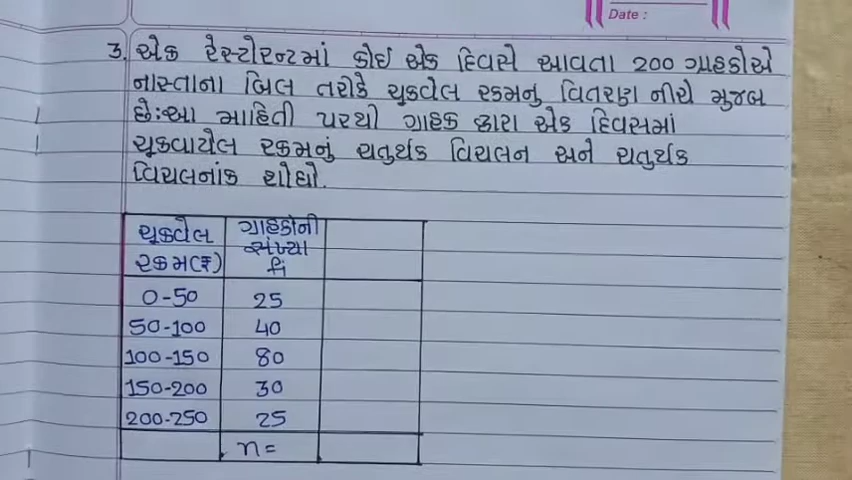 Date :
3. એક રેસ્ટોરન્ટમાં કોઈ એક દિવસે આવતા 200 ગ્રાહકોએ
નાસ્તાના બિલ તરીકે ચૂકવેલ રકમનું વિતરણ નીચે મુજબ
છે:આ માહિતી પરથી ગ્રાહક દ્વારા એક દિવસમાં
ચૂકવાયેલ રકમનું ચતુર્થક વિચલન અને ચતુર્થક
વિચલનાંક શોધો.
ચૂકવેલ ગ્રાહકોની
રકમ(₹) સંખ્યા
fi
0-50 25
50-100 40
100-150 80
150-200 30
200-250 25
n=